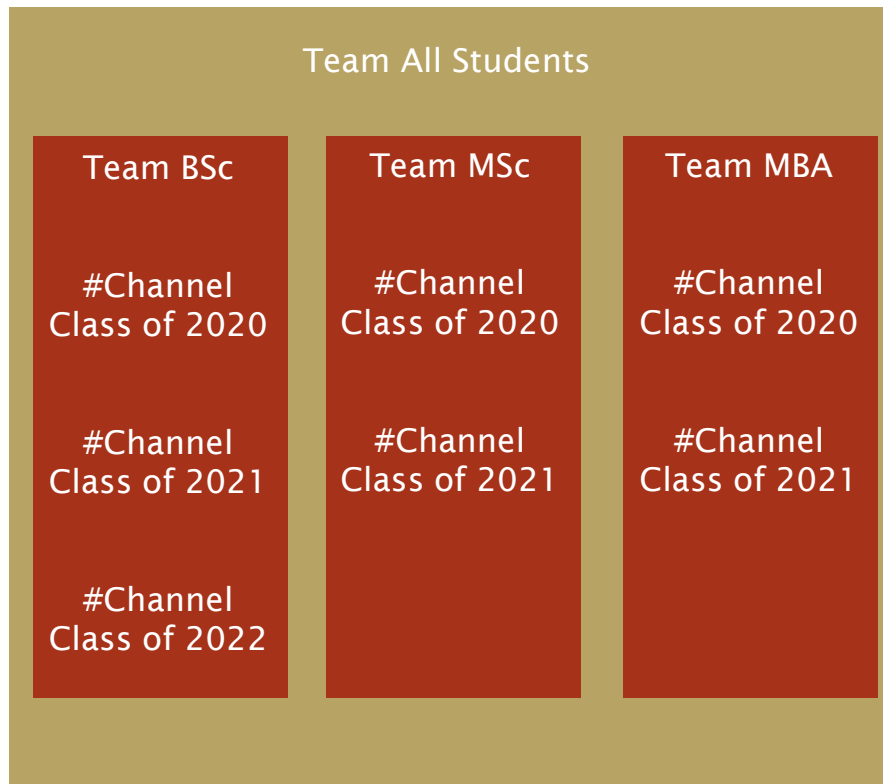 Team All Students
Team BSc
#Channel
Class of 2020
#Channel
Class of 2021
#Channel
Class of 2022
Team MSc
#Channel
Class of 2020
#Channel
Class of 2021
Team MBA
#Channel
Class of 2020
#Channel
Class of 2021